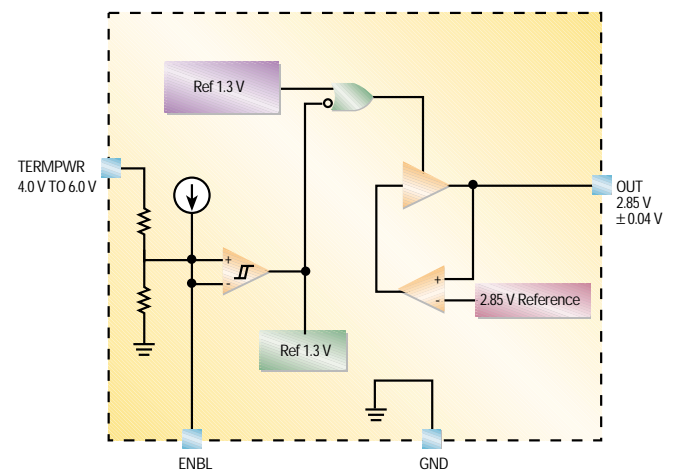 Ref 1.3 V
TERMPWR
4.0 V TO 6.0 V
OUT
2.85 V
± 0.04 V
+
-
+
-
2.85 V Reference
Ref 1.3 V
ENBL
GND